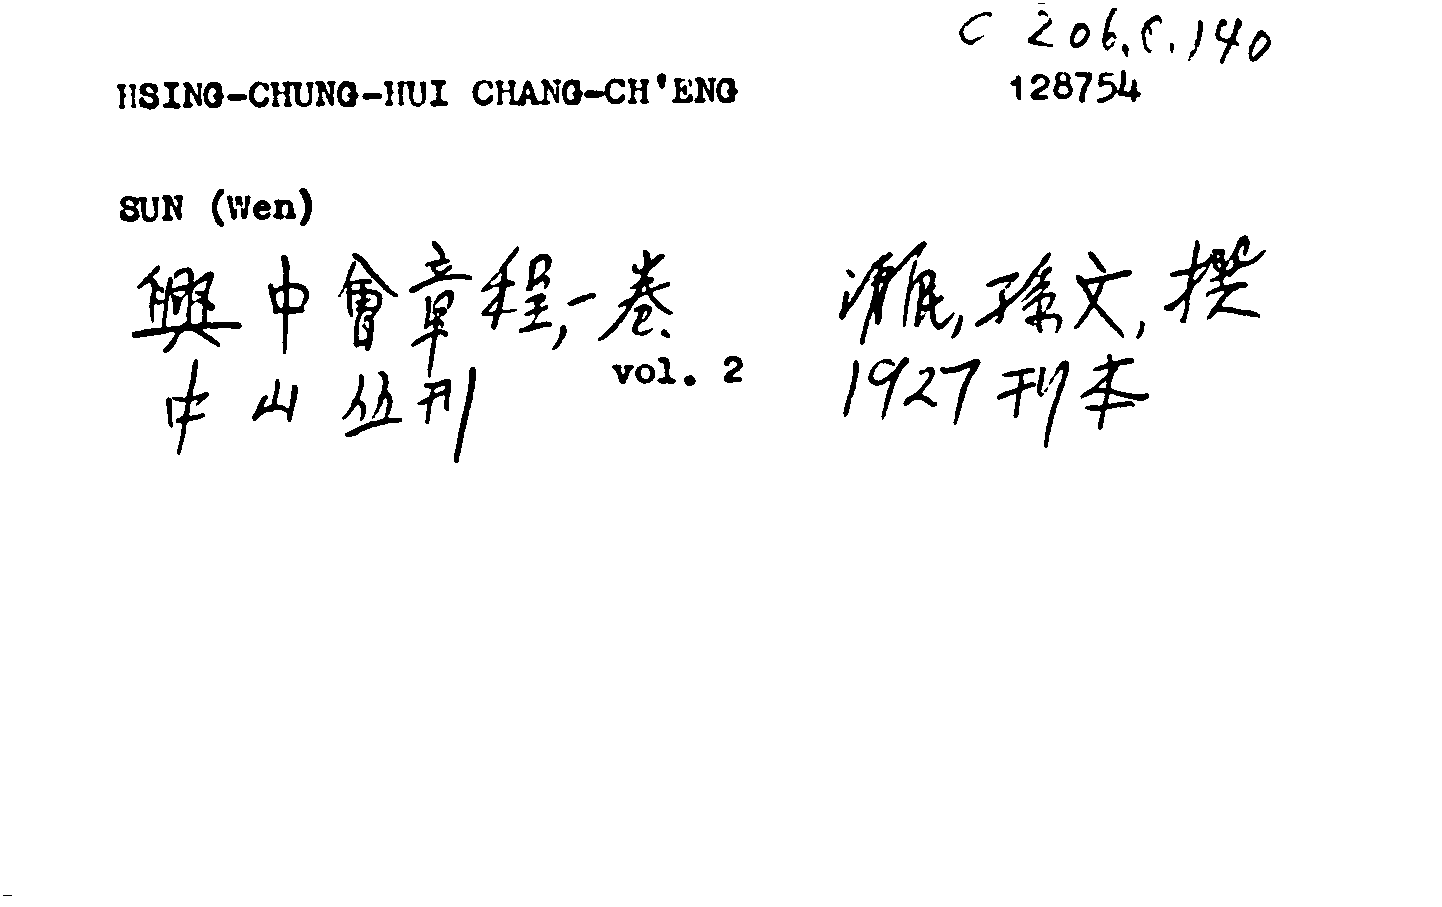 C 206.c.140
HSING-CHUNG-HUI CHANG-CH'ENG 128754
SUN (Wen)
興中會章程,一卷 清/民,孫文,撰
vol. 2
中山丛刊 1927刊本